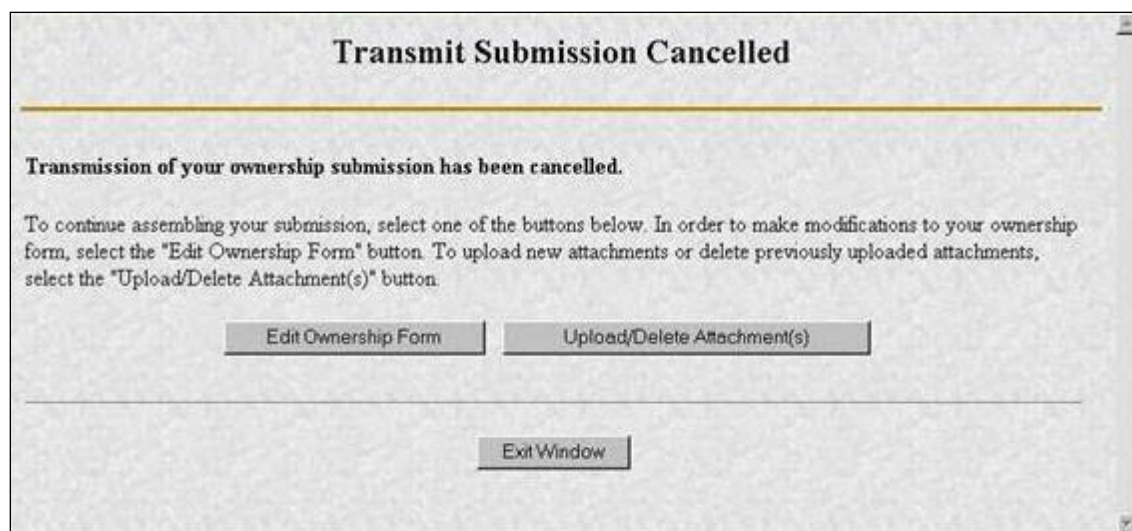 Transmit Submission Cancelled
Transmission of your ownership submission has been cancelled.
To continue assembling your submission, select one of the buttons below. In order to make modifications to your ownership
form, select the "Edit Ownership Form" button. To upload new attachments or delete previously uploaded attachments,
select the "Upload/Delete Attachment(s)" button.
Edit Ownership Form Upload/Delete Attachment(s)
Exit Window